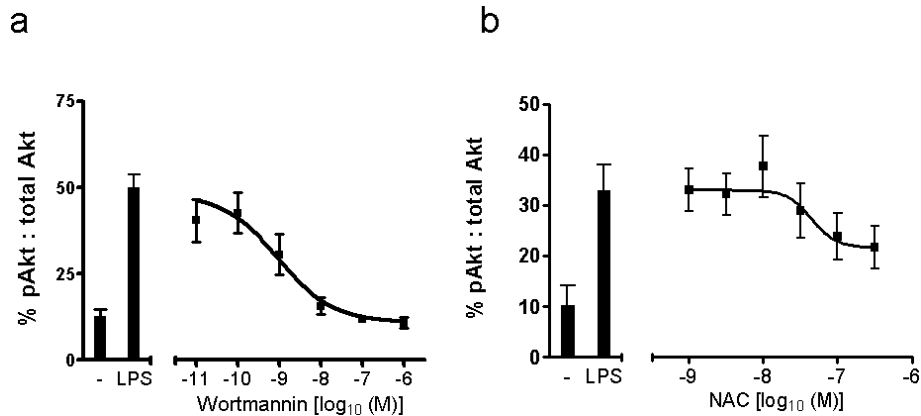 a
b
% pAkt : total Akt
75
50
25
0
- LPS
-11 -10 -9 -8 -7 -6
Wortmannin [log10 (M)]
% pAkt : total Akt
50
40
30
20
10
0
- LPS
-9 -8 -7 -6
NAC [log10 (M)]